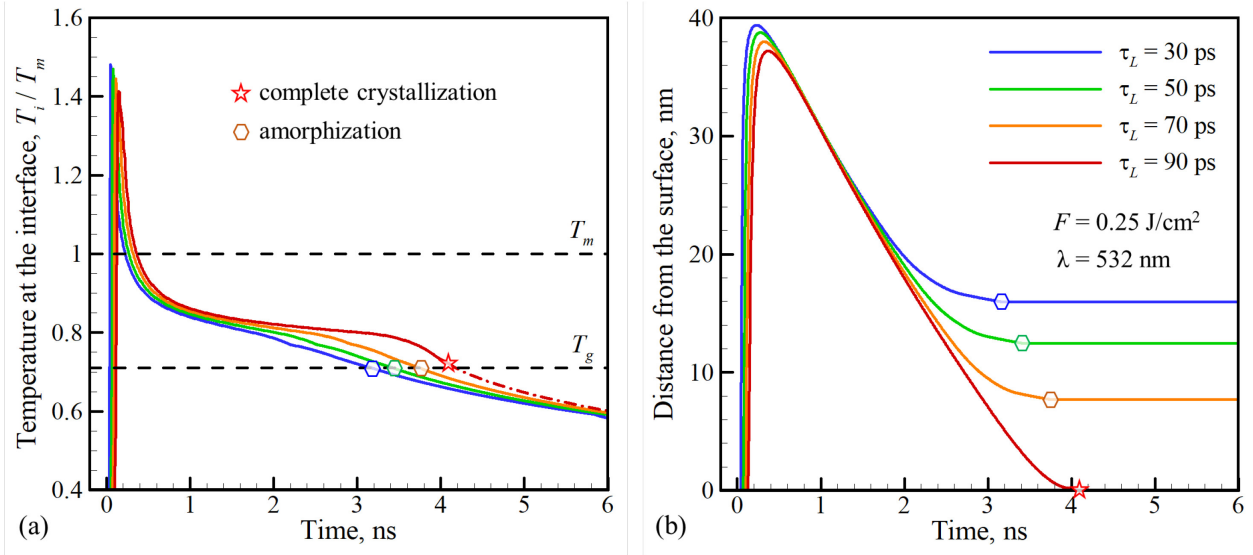 1.6
1.4
1.2
1
0.8
0.6
0.4
Temperature at the interface, T_i / T_m
complete crystallization
amorphization
T_m
T_g
0 1 2 3 4 5 6
Time, ns
(a)
40
30
20
10
0
Distance from the surface, nm
τ_L = 30 ps
τ_L = 50 ps
τ_L = 70 ps
τ_L = 90 ps
F = 0.25 J/cm²
λ = 532 nm
0 1 2 3 4 5 6
Time, ns
(b)